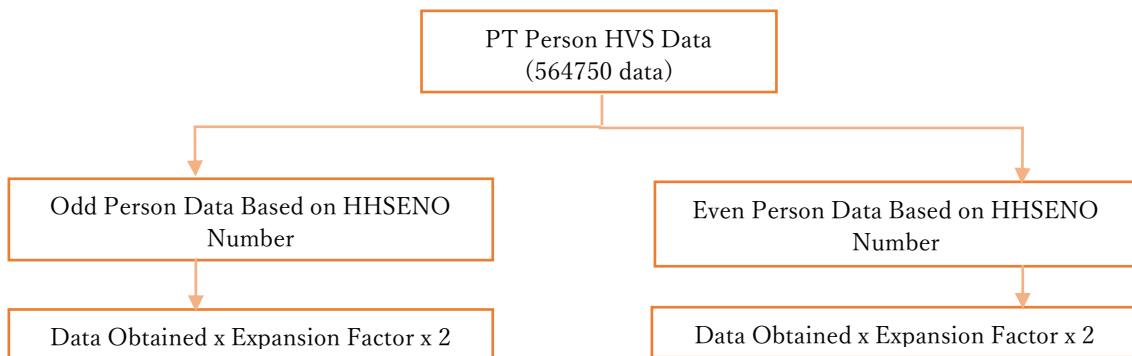 PT Person HVS Data
(564750 data)
Odd Person Data Based on HHSENO
Number
Even Person Data Based on HHSENO
Number
Data Obtained x Expansion Factor x 2
Data Obtained x Expansion Factor x 2